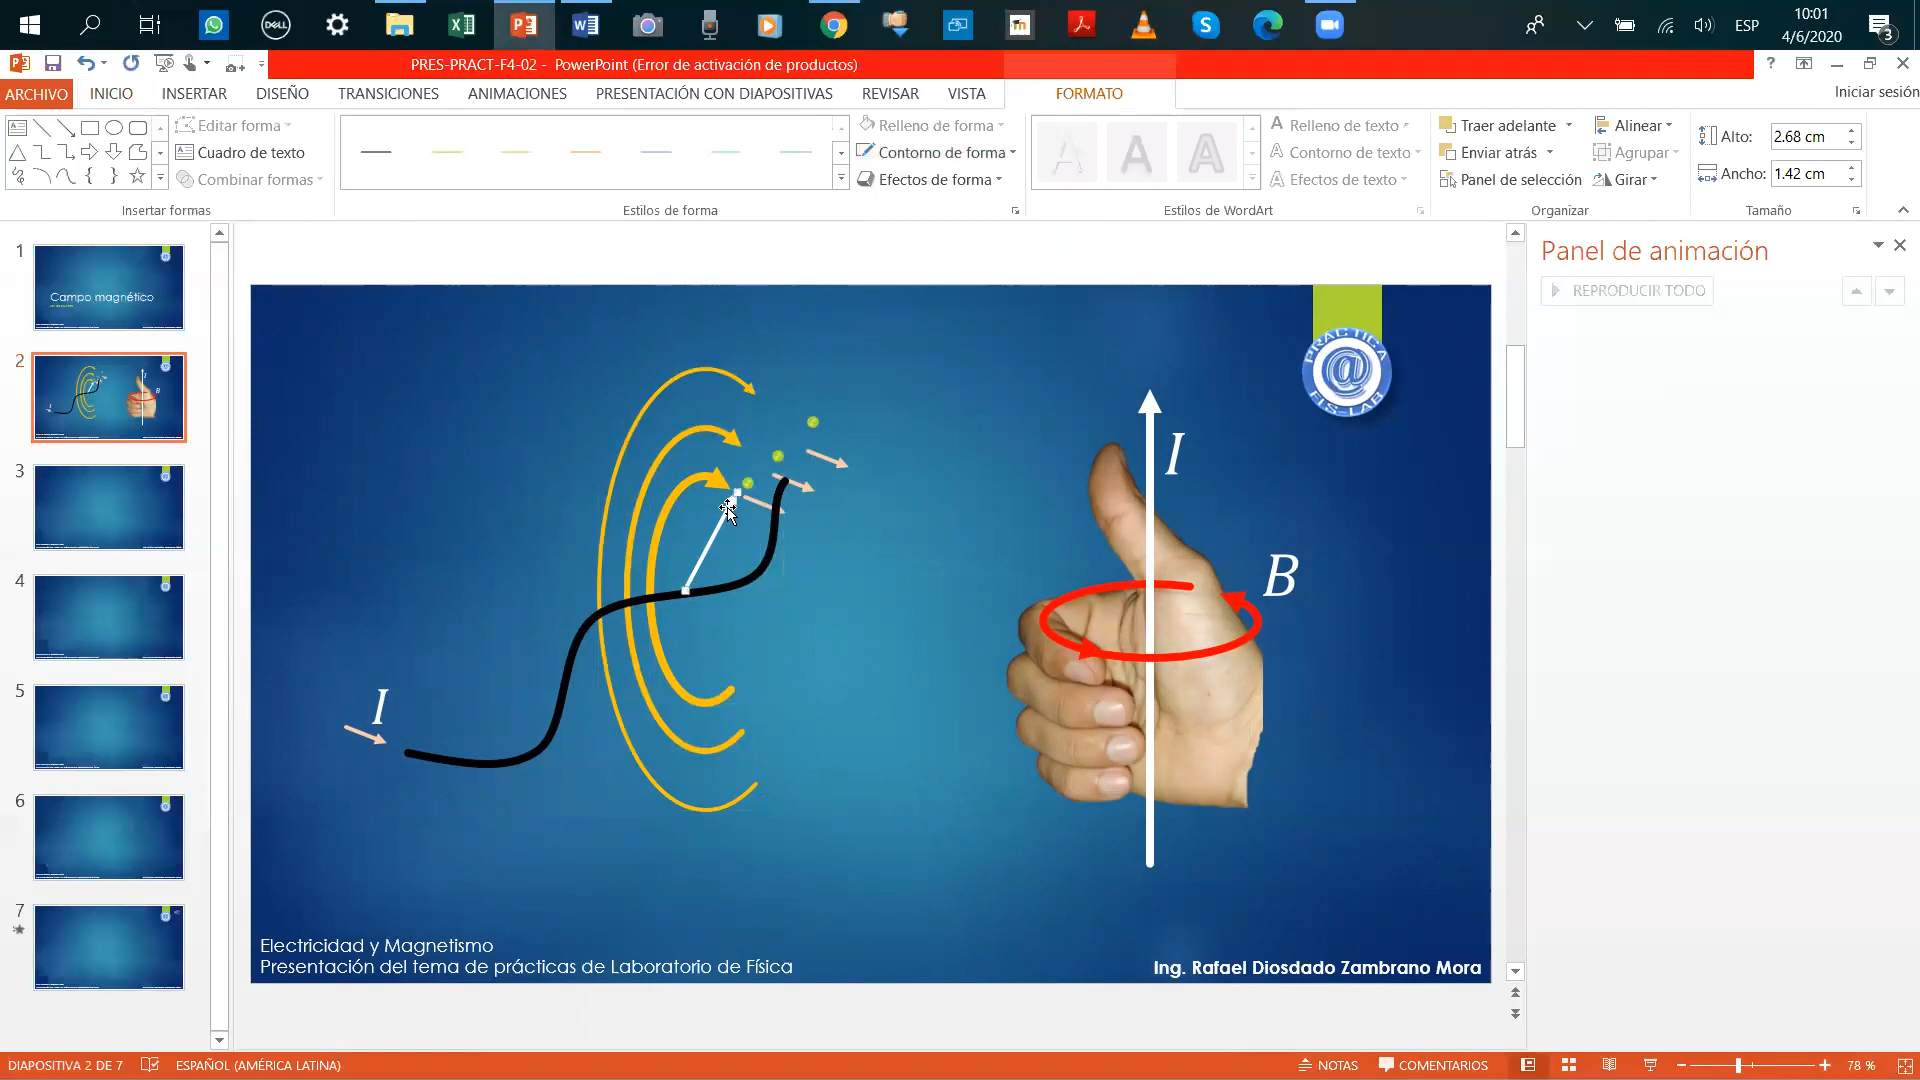 DELL
ESP
10:01
4/6/2020
3
PRES-PRACT-F4-02 - PowerPoint (Error de activación de productos)
ARCHIVO
INICIO
INSERTAR
DISEÑO
TRANSICIONES
ANIMACIONES
PRESENTACIÓN CON DIAPOSITIVAS
REVISAR
VISTA
FORMATO
Iniciar sesión
Editar forma
Cuadro de texto
Combinar formas
Insertar formas
Estilos de forma
Relleno de forma
Contorno de forma
Efectos de forma
Relleno de texto
Contorno de texto
Efectos de texto
Estilos de WordArt
Traer adelante
Enviar atrás
Panel de selección
Alinear
Agrupar
Girar
Organizar
Alto: 2.68 cm
Ancho: 1.42 cm
Tamaño
1
Campo magnético
2
3
4
5
6
7
Panel de animación
REPRODUCIR TODO
PRACTICA
@
FIS-LAB
I
B
I
Electricidad y Magnetismo
Presentación del tema de prácticas de Laboratorio de Física
Ing. Rafael Diosdado Zambrano Mora
DIAPOSITIVA 2 DE 7
ESPAÑOL (AMÉRICA LATINA)
NOTAS
COMENTARIOS
78 %